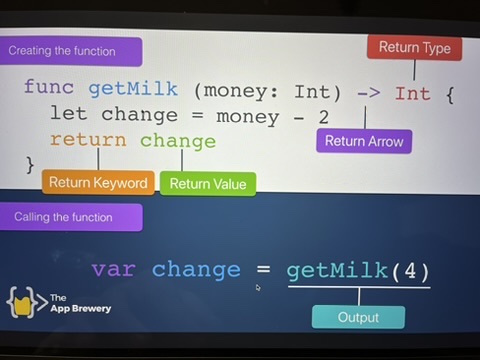 Creating the function
Return Type
func getMilk (money: Int) -> Int {
let change = money - 2
return change
Return Arrow
}
Return Keyword
Return Value
Calling the function
var change = getMilk(4)
The
App Brewery
Output